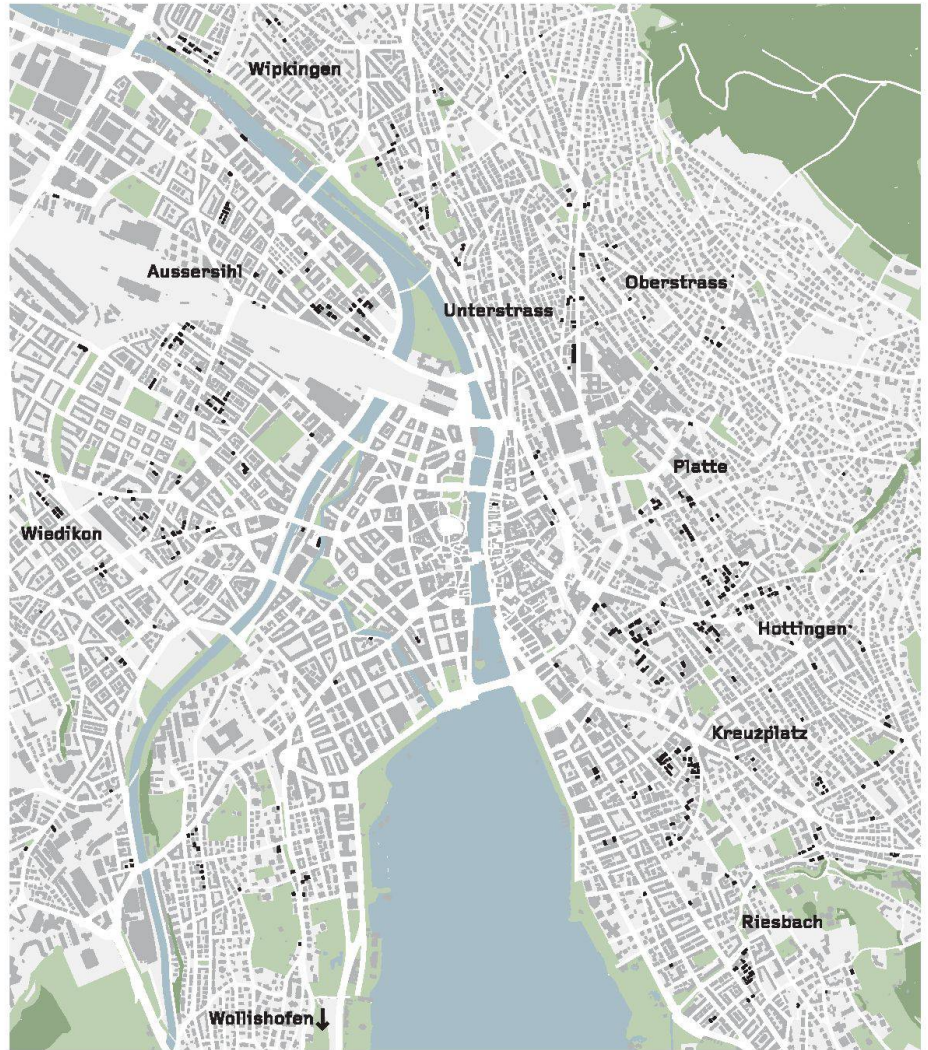 Wipkingen
Aussersihl
Oberstrass
Unterstrass
Platte
Wiedikon
Hottingen
Kreuzplatz
Riesbach
Wollishofen↓